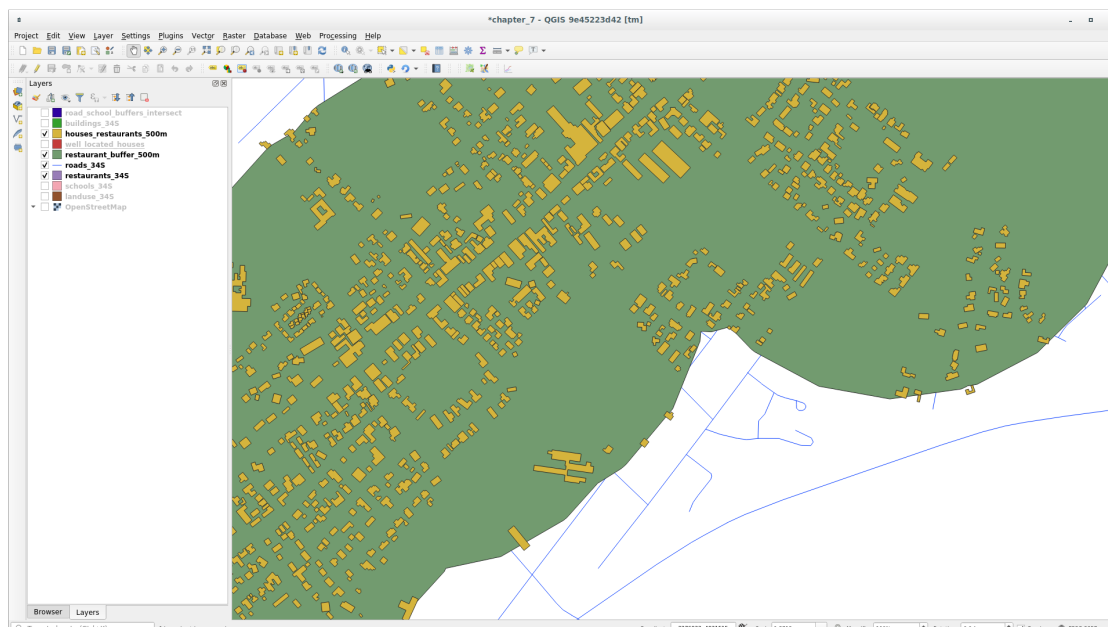 *chapter_7 - QGIS 9e45223d42 [tm]
Project Edit View Layer Settings Plugins Vector Raster Database Web Processing Help
Layers
road_school_buffers_intersect
buildings_34S
houses_restaurants_500m
well_located_houses
restaurant_buffer_500m
roads_34S
restaurants_34S
schools_34S
landuse_34S
OpenStreetMap
Browser Layers